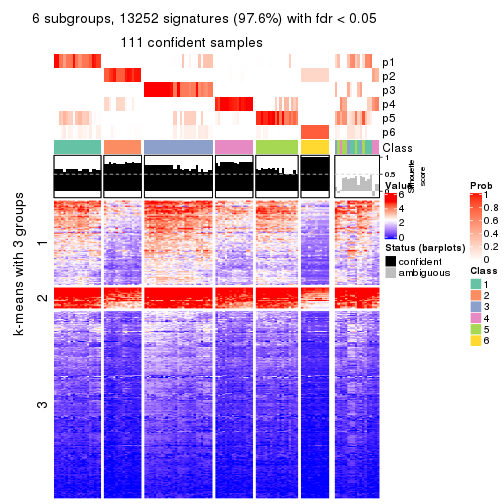 6 subgroups, 13252 signatures (97.6%) with fdr < 0.05
111 confident samples
p1
p2
p3
p4
p5
p6
Class
1
0.5
0
Silhouette
score
k-means with 3 groups
1
2
3
Value
6
4
2
0
Status (barplots)
confident
ambiguous
Prob
1
0.8
0.6
0.4
0.2
0
Class
1
2
3
4
5
6